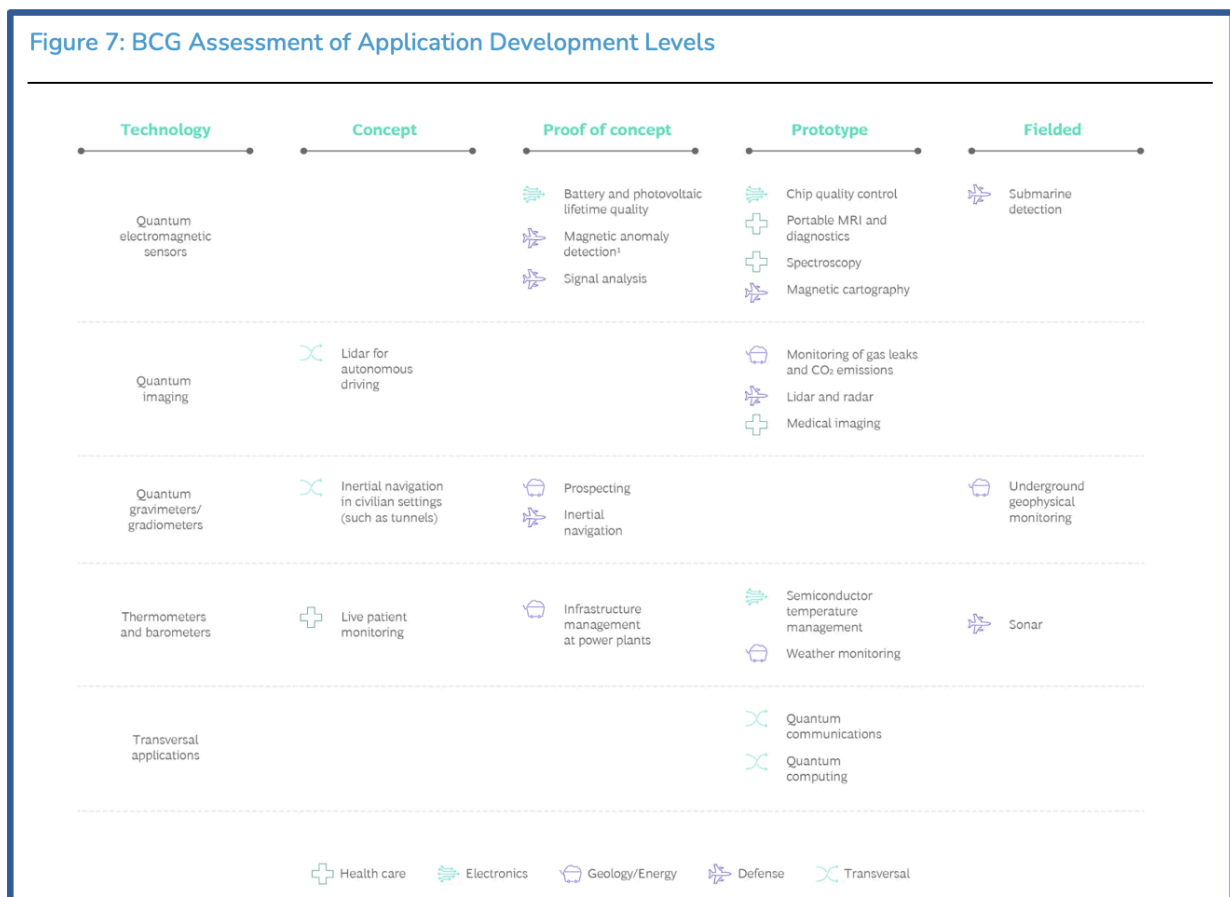 Figure 7: BCG Assessment of Application Development Levels
Technology
Concept
Proof of concept
Prototype
Fielded
Quantum
electromagnetic
sensors
Battery and photovoltaic
lifetime quality
Magnetic anomaly
detection¹
Signal analysis
Chip quality control
Portable MRI and
diagnostics
Spectroscopy
Magnetic cartography
Submarine
detection
Quantum
imaging
Lidar for
autonomous
driving
Monitoring of gas leaks
and CO₂ emissions
Lidar and radar
Medical imaging
Quantum
gravimeters/
gradiometers
Inertial navigation
in civilian settings
(such as tunnels)
Prospecting
Inertial
navigation
Underground
geophysical
monitoring
Thermometers
and barometers
Live patient
monitoring
Infrastructure
management
at power plants
Semiconductor
temperature
management
Weather monitoring
Sonar
Transversal
applications
Quantum
communications
Quantum
computing
Health care
Electronics
Geology/Energy
Defense
Transversal